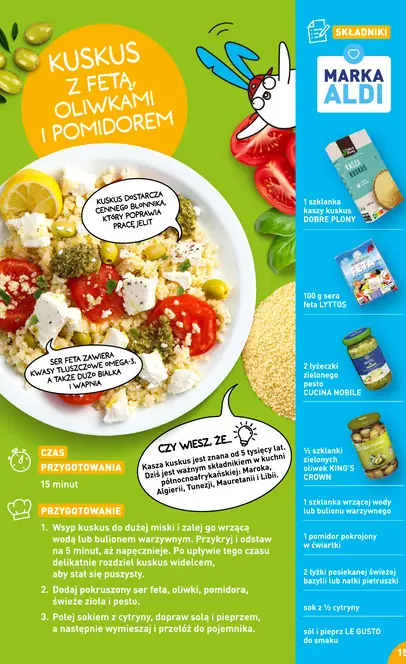 KUSKUS
Z FETĄ,
OLIWKAMI
I POMIDOREM
KUSKUS DOSTARCZA
CENNEGO BŁONNIKA,
KTÓRY POPRAWIA
PRACĘ JELIT
SER FETA ZAWIERA
KWASY TŁUSZCZOWE OMEGA-3,
A TAKŻE DUŻO BIAŁKA
I WAPNIA
CZY WIESZ, ŻE...
Kasza kuskus jest znana od 5 tysięcy lat.
Dziś jest ważnym składnikiem w kuchni
północnoafrykańskiej: Maroka,
Algierii, Tunezji, Mauretanii i Libii.
CZAS
PRZYGOTOWANIA
15 minut
PRZYGOTOWANIE
1. Wsyp kuskus do dużej miski i zalej go wrzącą
wodą lub bulionem warzywnym. Przykryj i odstaw
na 5 minut, aż napęcznieje. Po upływie tego czasu
delikatnie rozdziel kuskus widelcem,
aby stał się puszysty.
2. Dodaj pokruszony ser feta, oliwki, pomidora,
świeże zioła i pesto.
3. Polej sokiem z cytryny, dopraw solą i pieprzem,
a następnie wymieszaj i przełóż do pojemnika.
SKŁADNIKI
MARKA
ALDI
KASZA
KUSKUS
1 szklanka
kaszy kuskus
DOBRE PLONY
FETA
100 g sera
feta LYTTOS
2 łyżeczki
zielonego
pesto
CUCINA NOBILE
½ szklanki
zielonych
oliwek KING'S
CROWN
1 szklanka wrzącej wody
lub bulionu warzywnego
1 pomidor pokrojony
w ćwiartki
2 łyżki posiekanej świeżej
bazylii lub natki pietruszki
sok z ½ cytryny
sól i pieprz LE GUSTO
do smaku
15